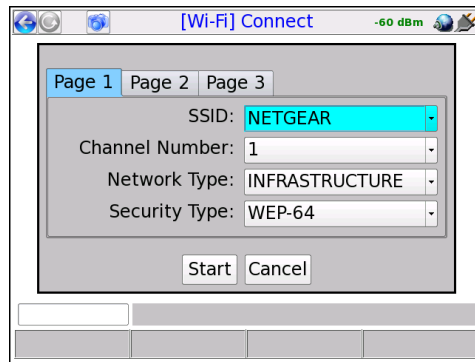 [Wi-Fi] Connect -60 dBm
Page 1 Page 2 Page 3
SSID: NETGEAR
Channel Number: 1
Network Type: INFRASTRUCTURE
Security Type: WEP-64
Start Cancel